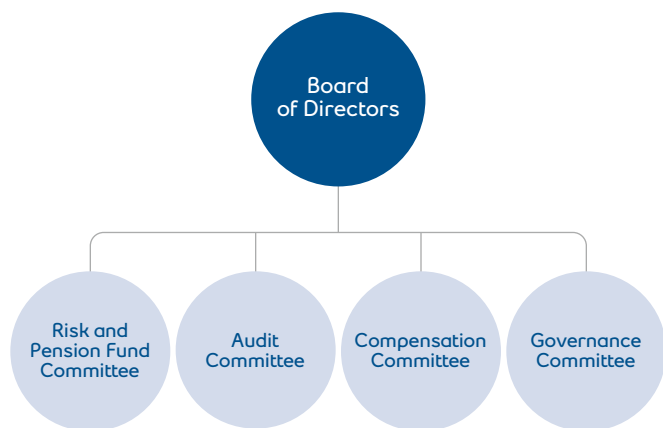 Board
of Directors
Risk and
Pension Fund
Committee
Audit
Committee
Compensation
Committee
Governance
Committee